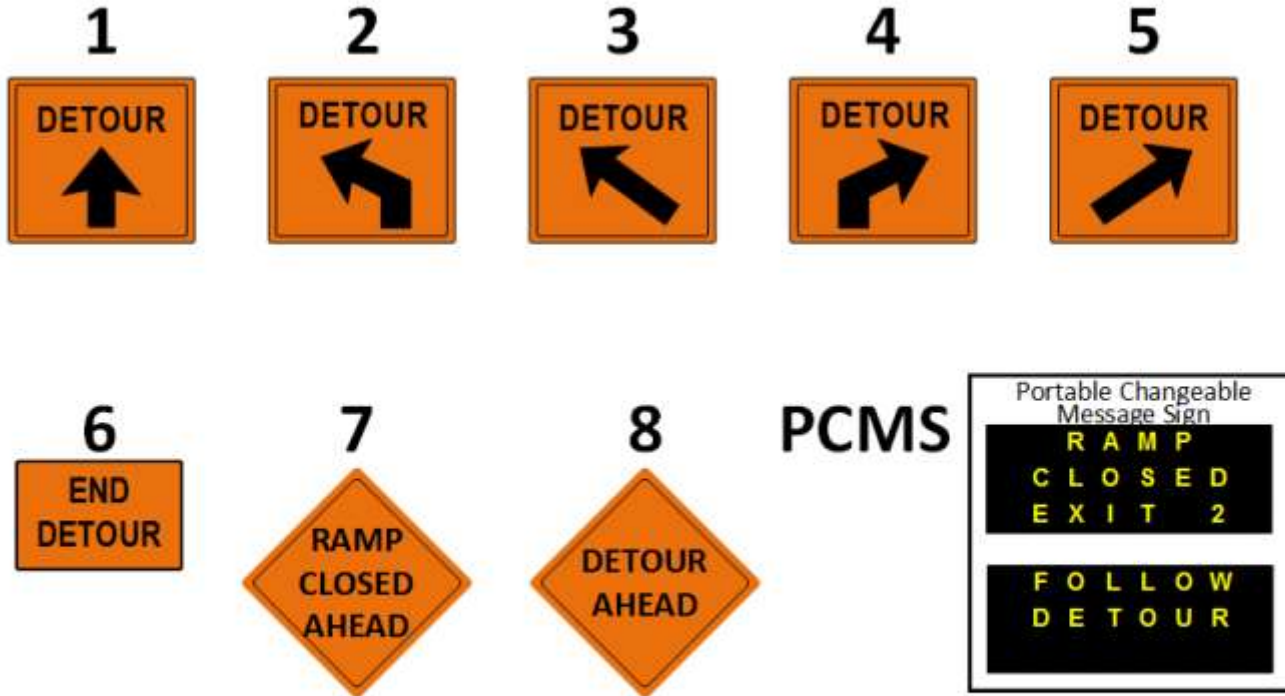 1 2 3 4 5
DETOUR DETOUR DETOUR DETOUR DETOUR
6
END
DETOUR
7
RAMP
CLOSED
AHEAD
8
DETOUR
AHEAD
PCMS
Portable Changeable
Message Sign
RAMP
CLOSED
EXIT 2
FOLLOW
DETOUR